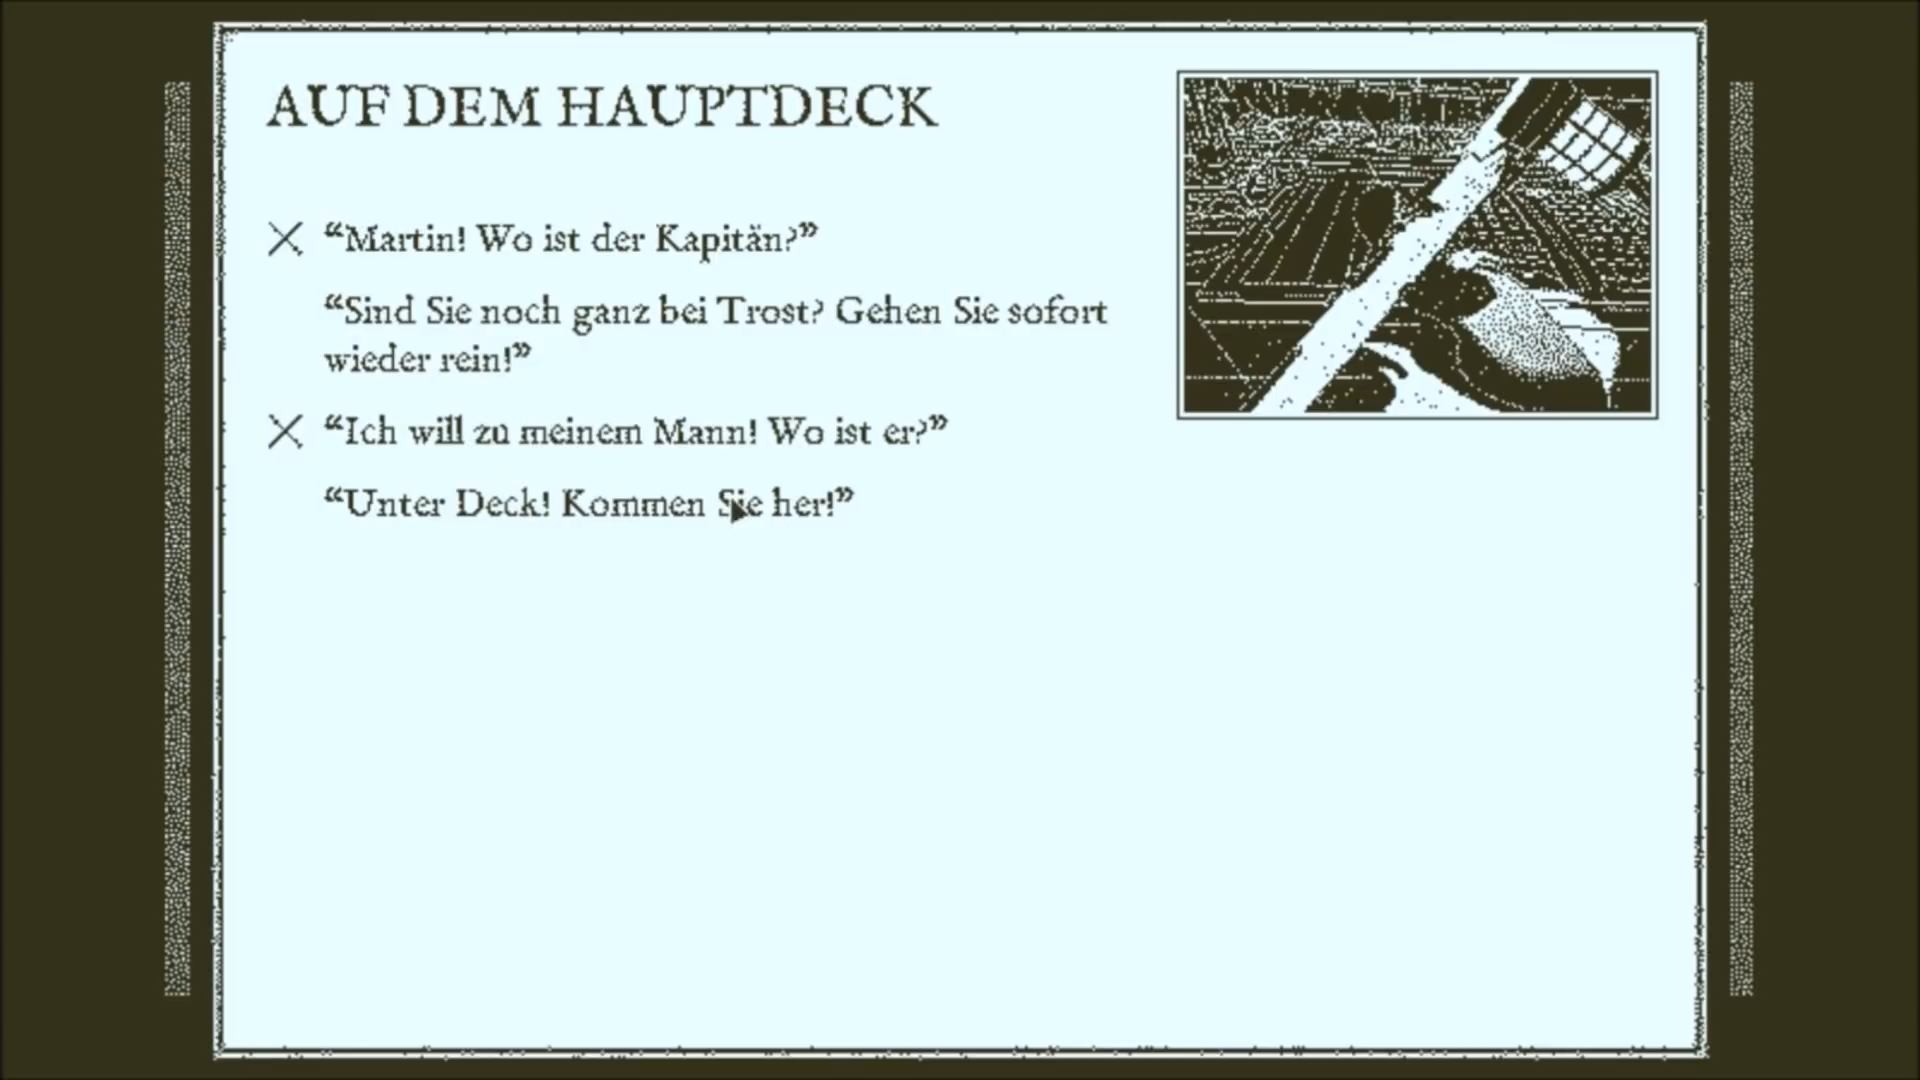 AUF DEM HAUPTDECK
“Martin! Wo ist der Kapitän?”
“Sind Sie noch ganz bei Trost? Gehen Sie sofort
wieder rein!”
“Ich will zu meinem Mann! Wo ist er?”
“Unter Deck! Kommen Sie her!”